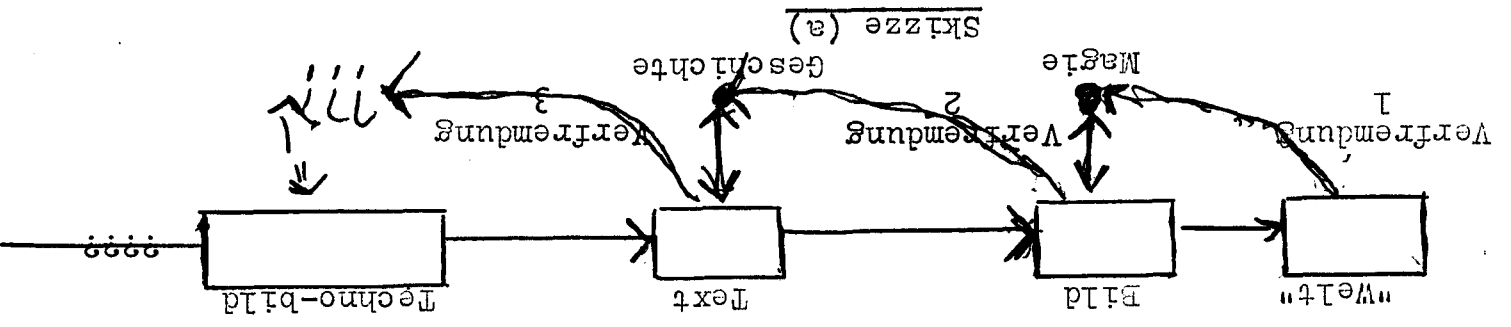 "Welt" Bild Text Techno-bild
????
Verfremdung Verfremdung Verfremdung
1 2 3
Magie Geschichte ???
Skizze (a)